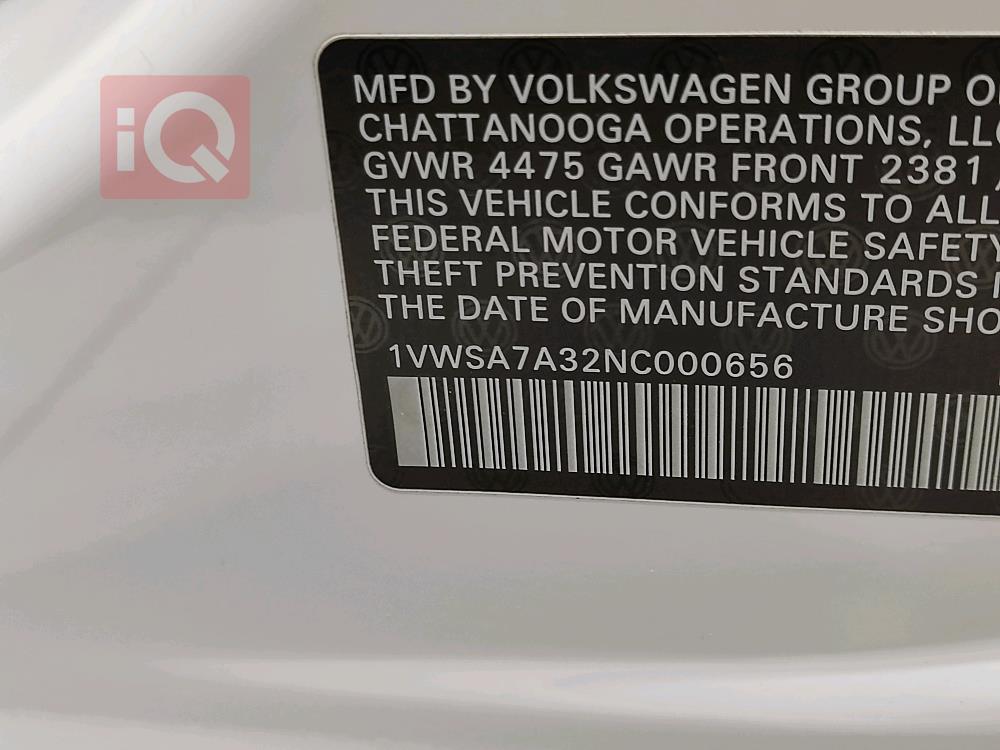 iQ
MFD BY VOLKSWAGEN GROUP O
CHATTANOOGA OPERATIONS, LLC
GVWR 4475 GAWR FRONT 2381
THIS VEHICLE CONFORMS TO ALL
FEDERAL MOTOR VEHICLE SAFETY
THEFT PREVENTION STANDARDS I
THE DATE OF MANUFACTURE SHO
1VWSA7A32NC000656